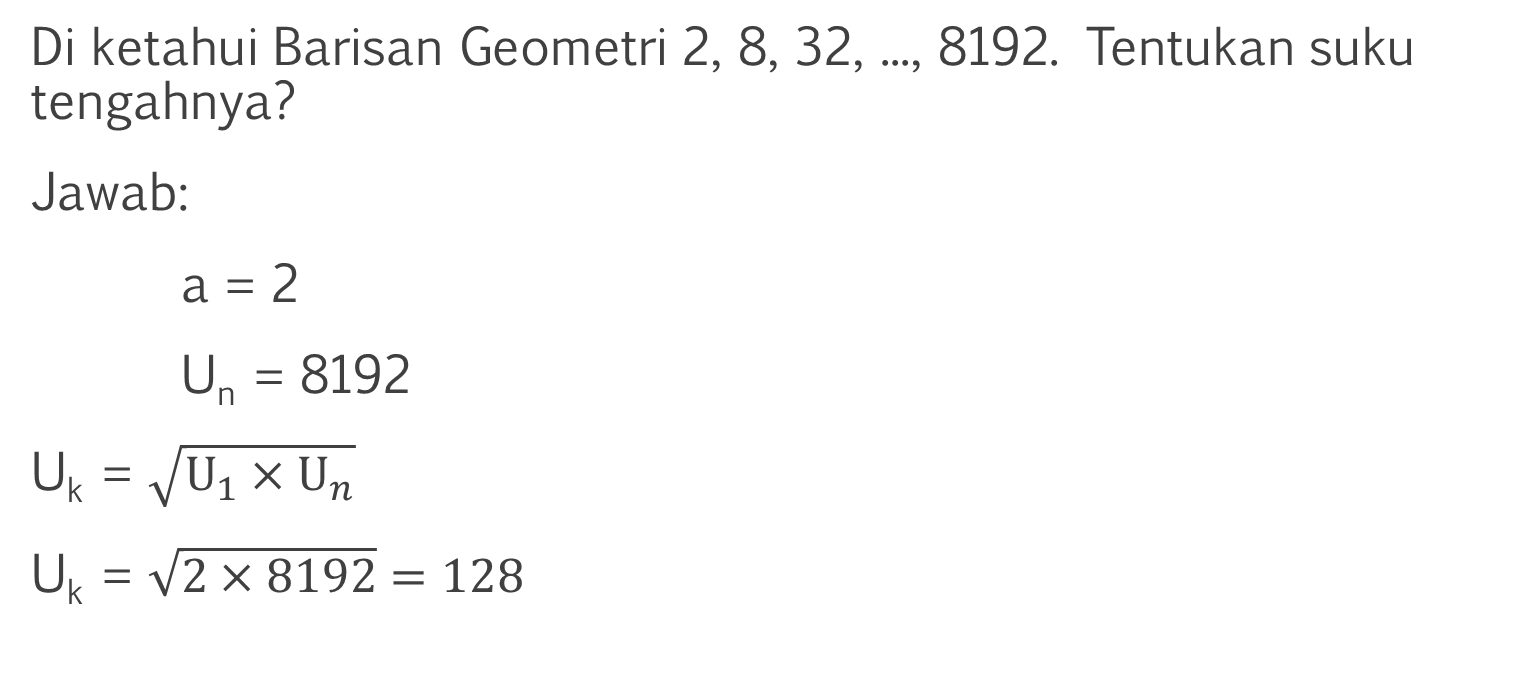 Di ketahui Barisan Geometri 2, 8, 32, ..., 8192. Tentukan suku
tengahnya?
Jawab:
a = 2
Uₙ = 8192
Uₖ = √(U₁ × Uₙ)
Uₖ = √(2 × 8192) = 128